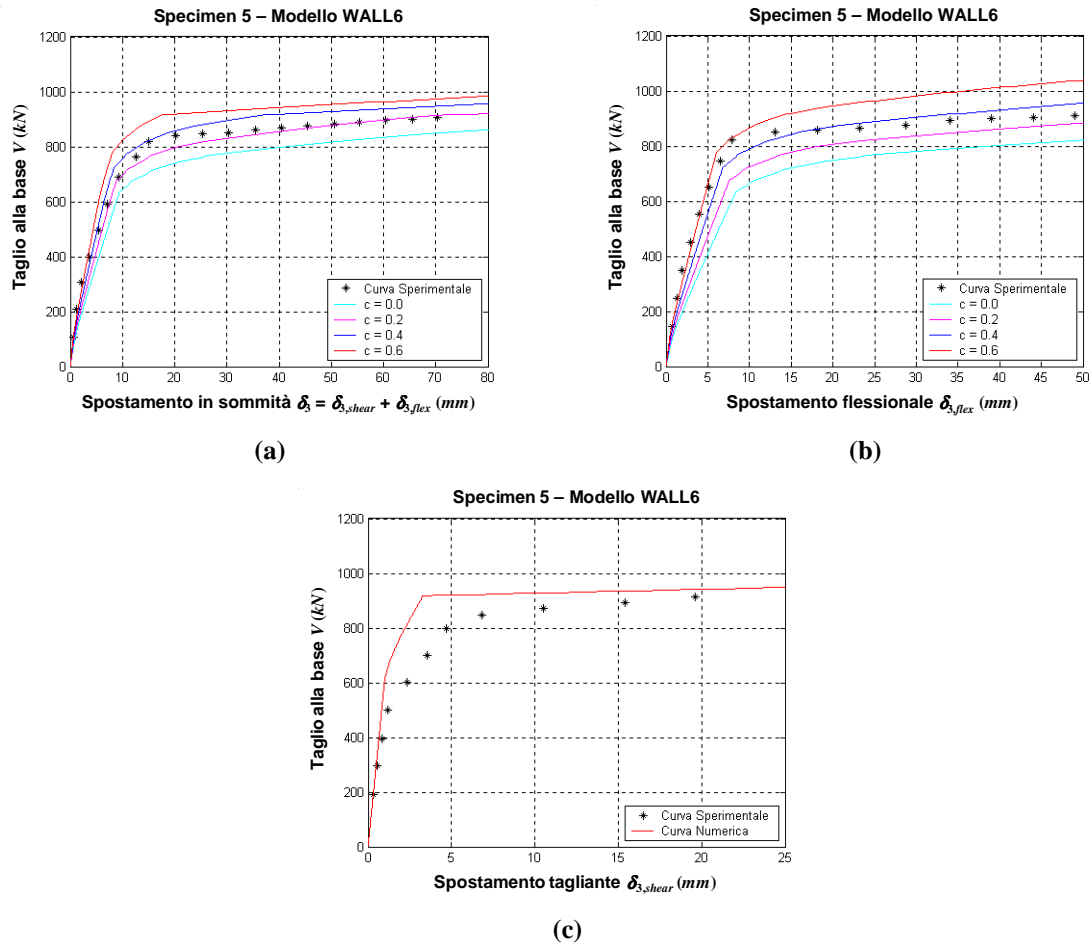 Specimen 5 – Modello WALL6
Taglio alla base V (kN)
1200
1000
800
600
400
200
0
0 10 20 30 40 50 60 70 80
Curva Sperimentale
c = 0.0
c = 0.2
c = 0.4
c = 0.6
Spostamento in sommità δ3 = δ3,shear + δ3,flex (mm)
(a)
Specimen 5 – Modello WALL6
Taglio alla base V (kN)
1200
1000
800
600
400
200
0
0 5 10 15 20 25 30 35 40 45 50
Curva Sperimentale
c = 0.0
c = 0.2
c = 0.4
c = 0.6
Spostamento flessionale δ3,flex (mm)
(b)
Specimen 5 – Modello WALL6
Taglio alla base V (kN)
1200
1000
800
600
400
200
0
0 5 10 15 20 25
Curva Sperimentale
Curva Numerica
Spostamento tagliante δ3,shear (mm)
(c)